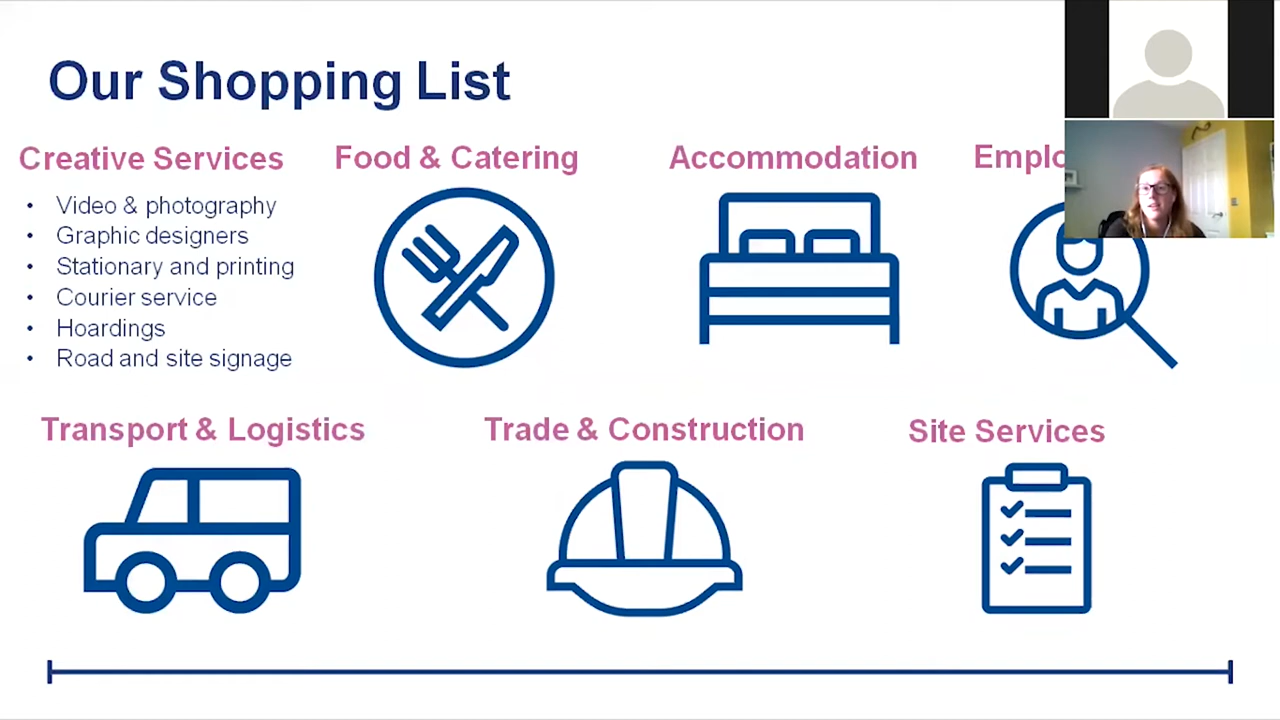 Our Shopping List
Creative Services
Food & Catering
Accommodation
Video & photography
Graphic designers
Stationary and printing
Courier service
Hoardings
Road and site signage
Transport & Logistics
Trade & Construction
Site Services